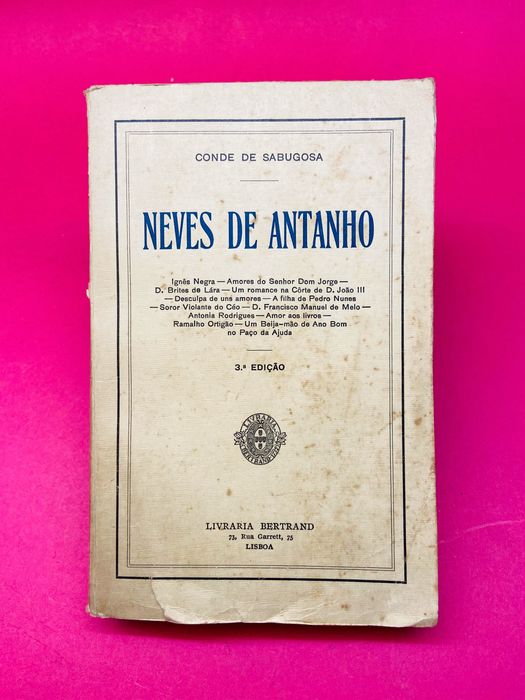 CONDE DE SABUGOSA
NEVES DE ANTANHO
Ignês Negra — Amores do Senhor Dom Jorge —
D. Brites de Lára — Um romance na Côrte de D. João III
— Desculpa de uns amores — A filha de Pedro Nunes
— Soror Violante do Céo — D. Francisco Manuel de Melo —
Antonia Rodrigues — Amor aos livros —
Ramalho Ortigão — Um Beija-mão de Ano Bom
no Paço da Ajuda
3.ª EDIÇÃO
LIVRARIA
BERTRAND
LIVRARIA BERTRAND
73, Rua Garrett, 75
LISBOA